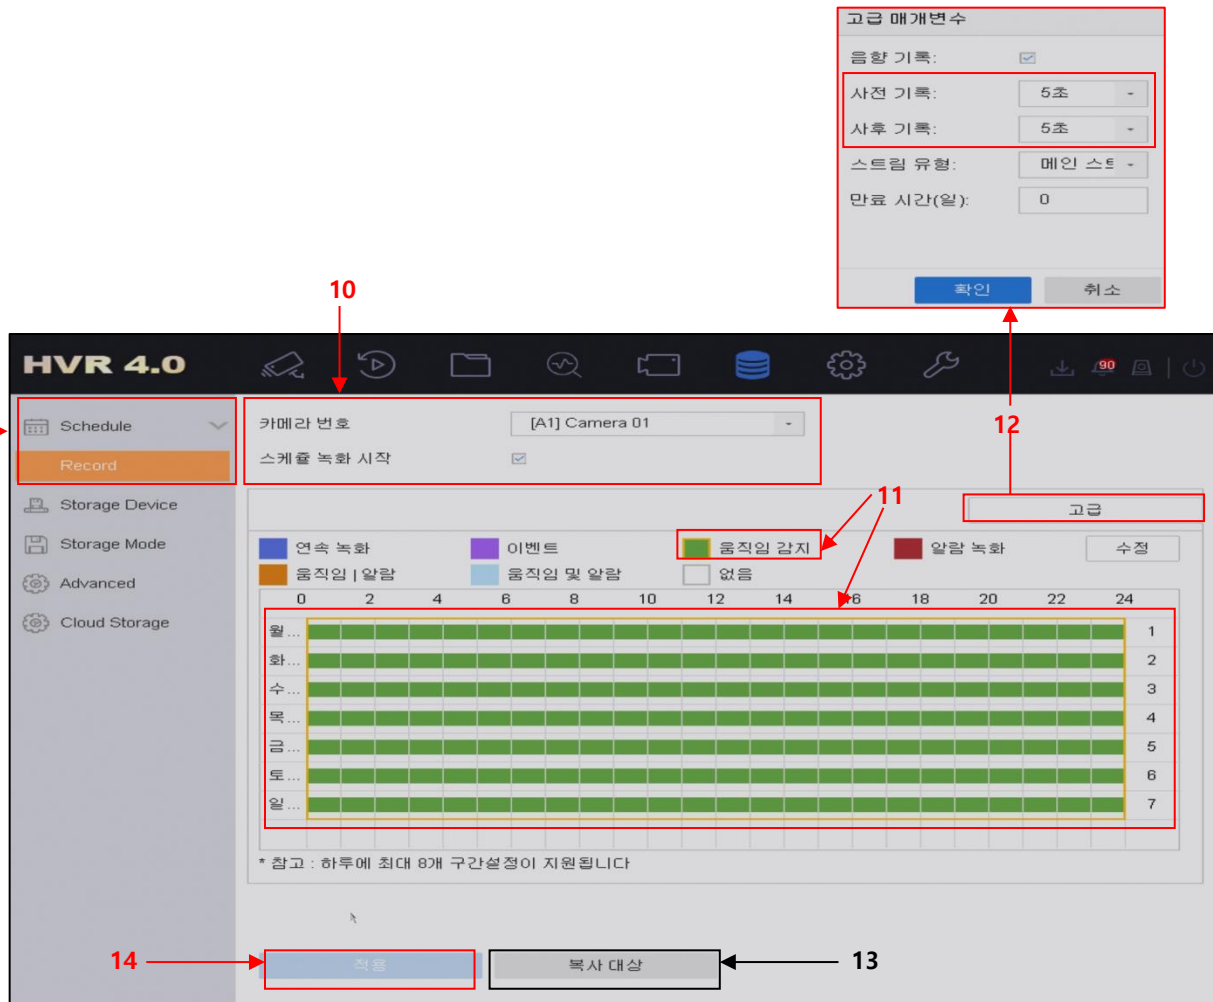 고급 매개변수
음향 기록:
사전 기록: 5초
사후 기록: 5초
스트림 유형: 메인 스트
만료 시간(일): 0
확인 취소
10
HVR 4.0 90
12
Schedule
Record
Storage Device
Storage Mode
Advanced
Cloud Storage
카메라 번호 [A1] Camera 01
스케줄 녹화 시작
11
고급
연속 녹화 이벤트 움직임 감지 알람 녹화 수정
움직임 | 알람 움직임 및 알람 없음
0 2 4 6 8 10 12 14 16 18 20 22 24
월... 1
화... 2
수... 3
목... 4
금... 5
토... 6
일... 7
* 참고 : 하루에 최대 8개 구간설정이 지원됩니다
14 적용 복사 대상 13